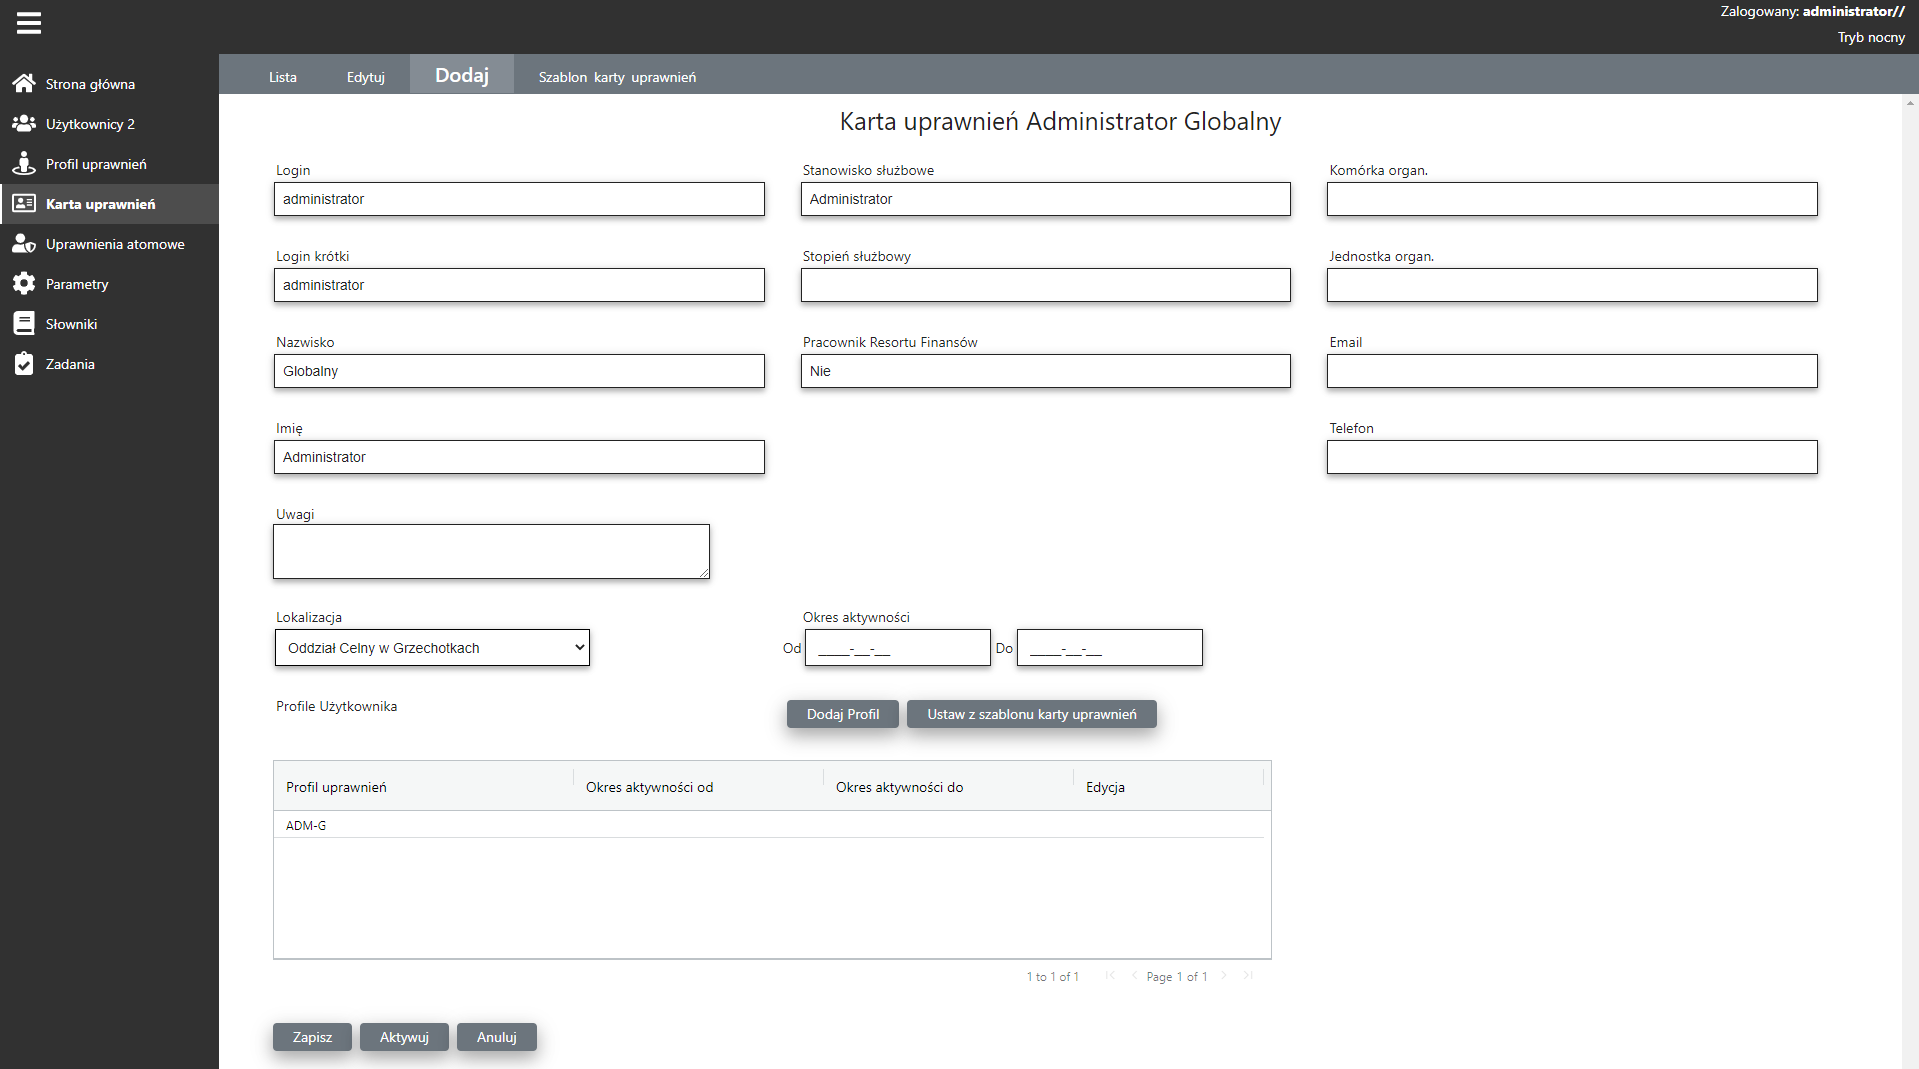 Zalogowany: administrator//
Tryb nocny
Strona główna
Użytkownicy 2
Profil uprawnień
Karta uprawnień
Uprawnienia atomowe
Parametry
Słowniki
Zadania
Lista Edytuj Dodaj Szablon karty uprawnień
Karta uprawnień Administrator Globalny
Login Stanowisko służbowe Komórka organ.
administrator Administrator
Login krótki Stopień służbowy Jednostka organ.
administrator
Nazwisko Pracownik Resortu Finansów Email
Globalny Nie
Imię Telefon
Administrator
Uwagi
Lokalizacja Okres aktywności
Oddział Celny w Grzechotkach Od ____-__-__ Do ____-__-__
Profile Użytkownika Dodaj Profil Ustaw z szablonu karty uprawnień
Profil uprawnień Okres aktywności od Okres aktywności do Edycja
ADM-G
1 to 1 of 1 Page 1 of 1
Zapisz Aktywuj Anuluj